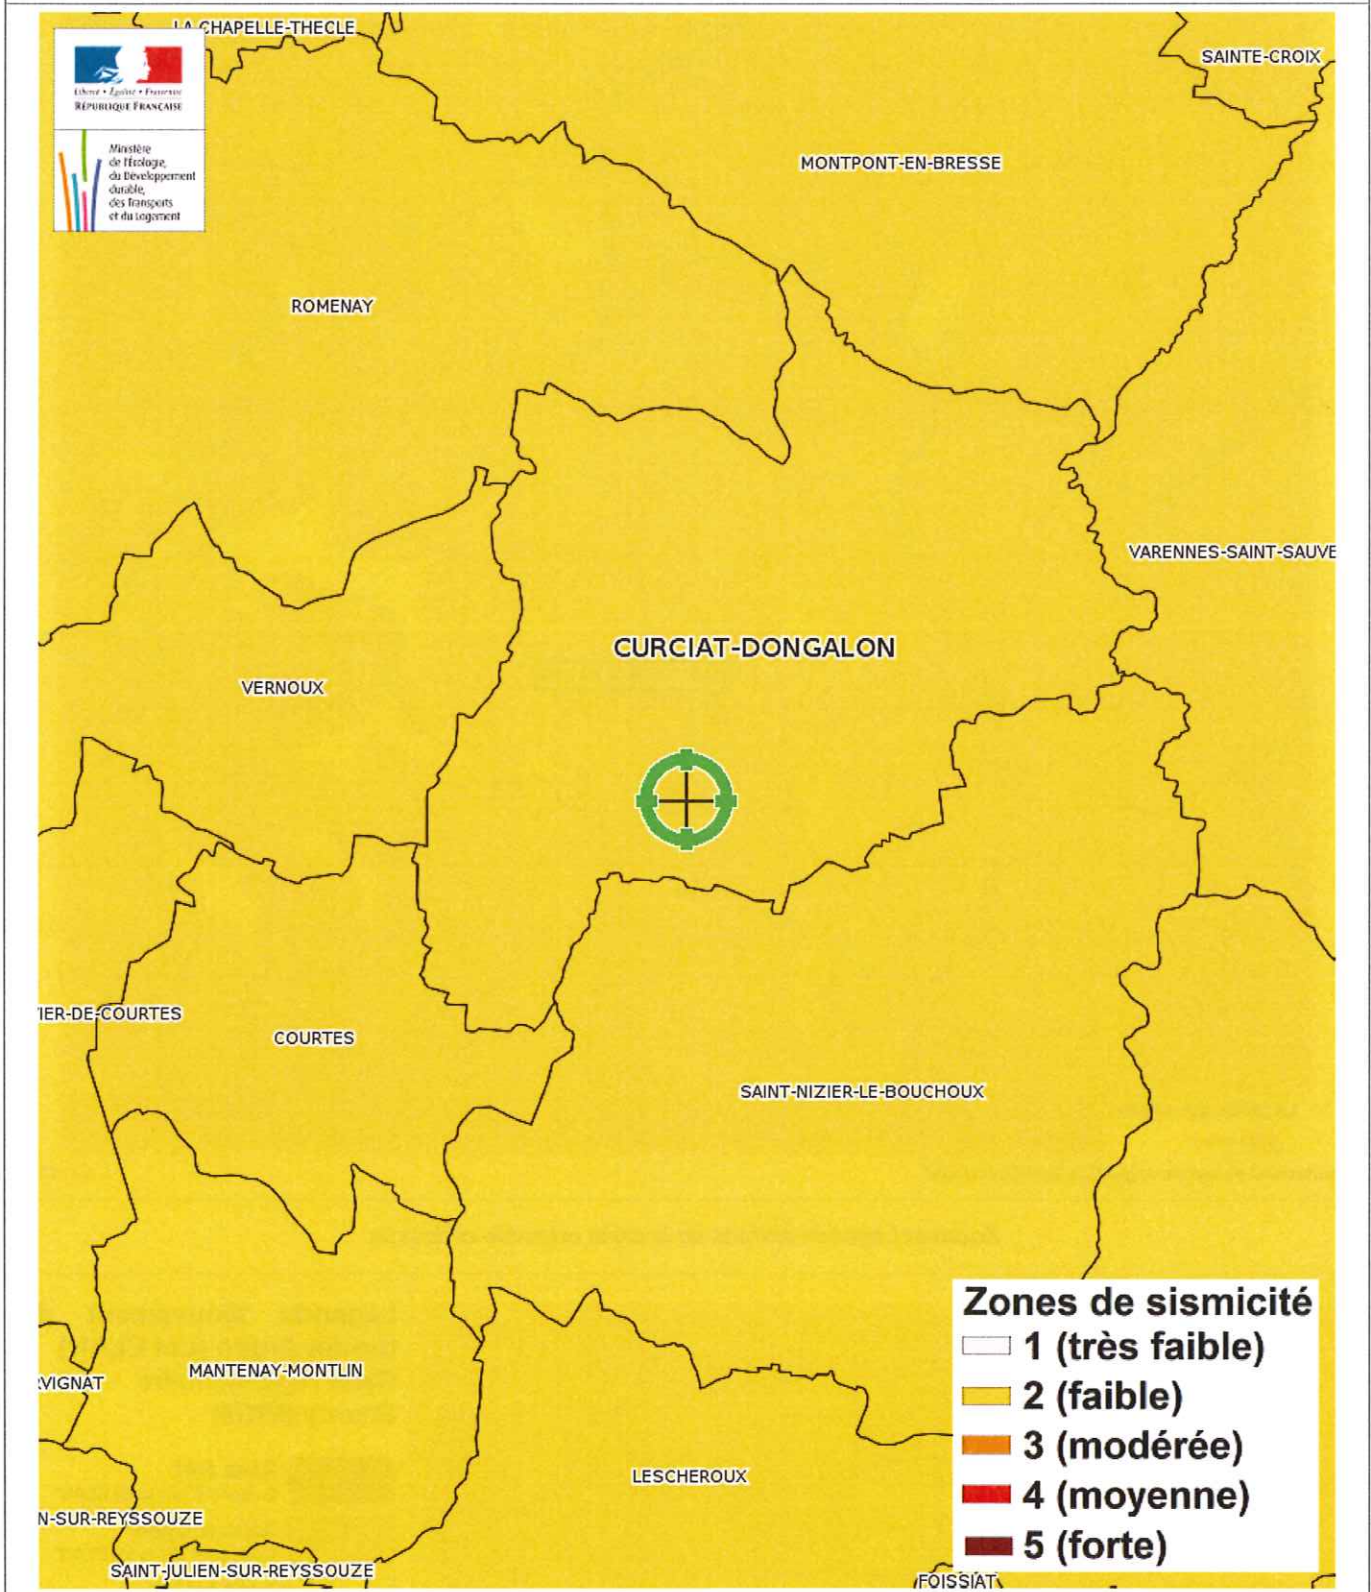 LA CHAPELLE-THECLE
SAINTE-CROIX
Liberté • Égalité • Fraternité
RÉPUBLIQUE FRANÇAISE
Ministère
de l'Écologie,
du Développement
durable,
des Transports
et du Logement
MONTPONT-EN-BRESSE
ROMENAY
VARENNES-SAINT-SAUVE
CURCIAT-DONGALON
VERNOUX
VIER-DE-COURTES
COURTES
SAINT-NIZIER-LE-BOUCHOUX
Zones de sismicité
1 (très faible)
2 (faible)
3 (modérée)
4 (moyenne)
5 (forte)
RVIGNAT
MANTENAY-MONTLIN
LESCHEROUX
N-SUR-REYSSOUZE
SAINT-JULIEN-SUR-REYSSOUZE
FOISSIAT